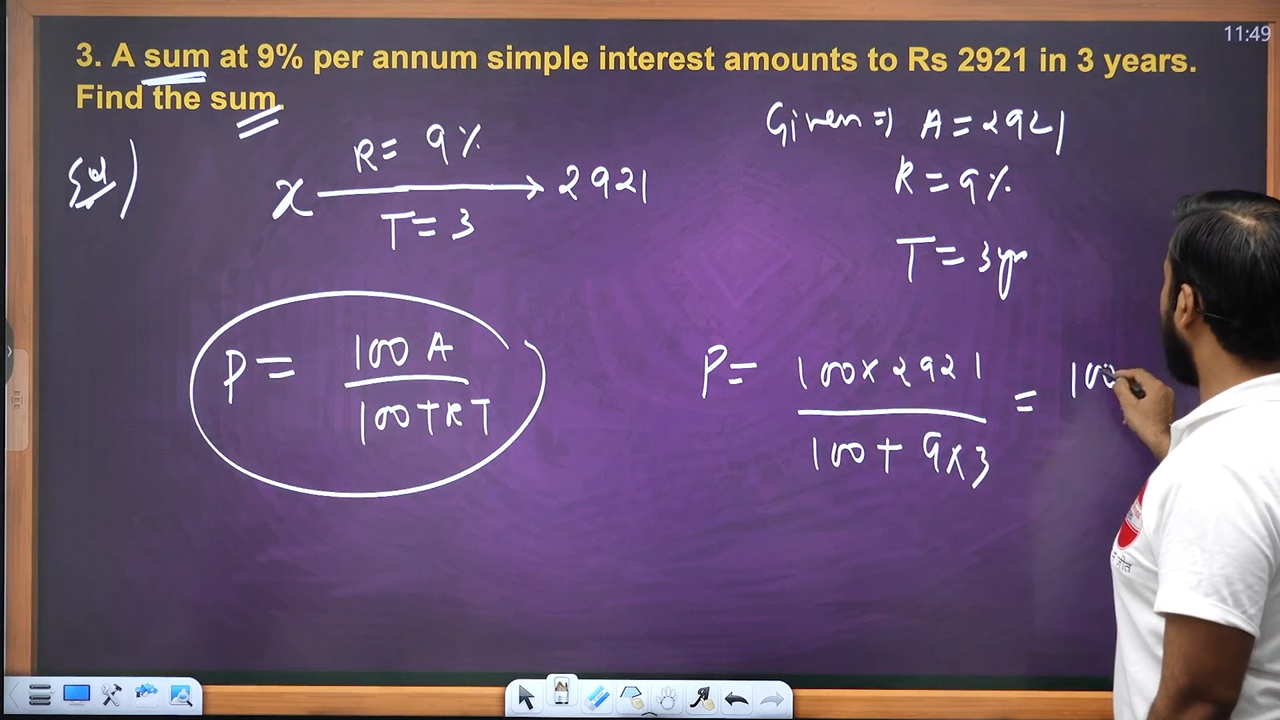 11:49
3. A sum at 9% per annum simple interest amounts to Rs 2921 in 3 years.
Find the sum.
Sol)
R = 9%
x → 2921
T = 3
Given ⇒ A = 2921
R = 9%
T = 3yr
P = 100 A / 100 + R T
P = 100 × 2921 / 100 + 9 × 3 = 100